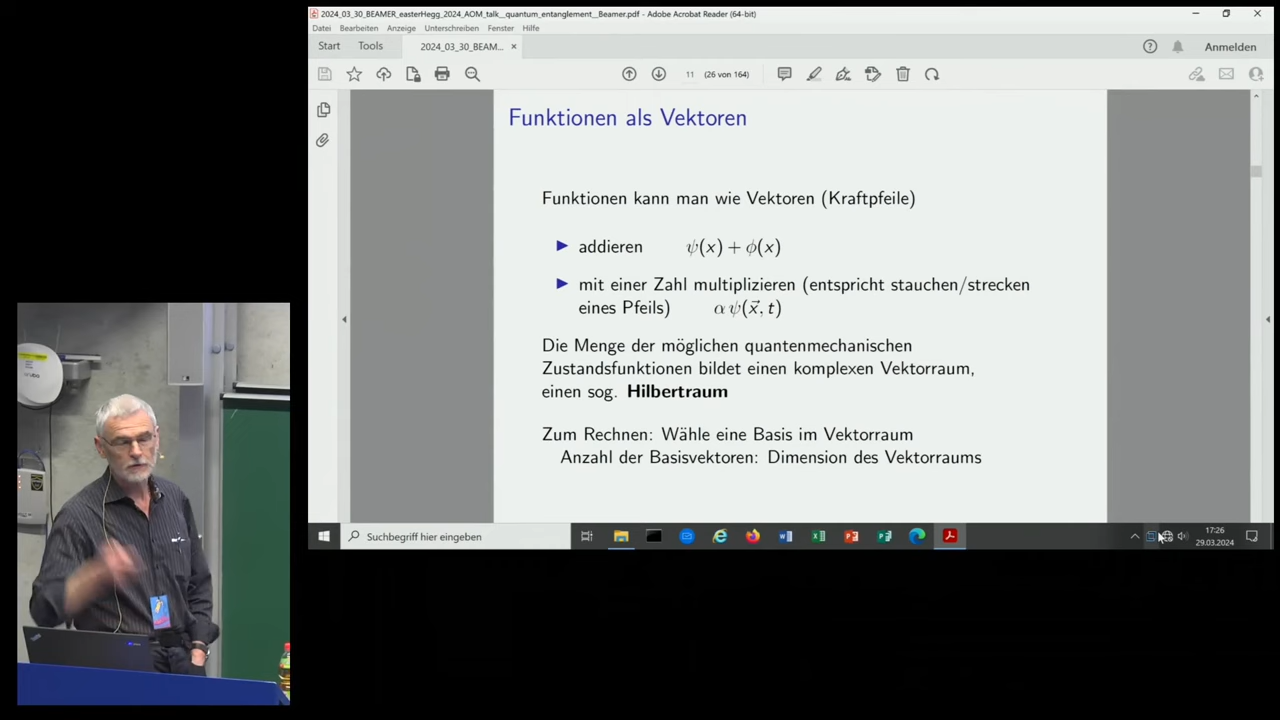 2024_03_30_BEAMER_easterHegg_2024_AOM_talk__quantum_entanglement__Beamer.pdf - Adobe Acrobat Reader (64-bit)
Datei Bearbeiten Anzeige Unterschreiben Fenster Hilfe
Start Tools 2024_03_30_BEAM... × Anmelden
11 (26 von 164)
Funktionen als Vektoren
Funktionen kann man wie Vektoren (Kraftpfeile)
▶ addieren ψ(x) + ϕ(x)
▶ mit einer Zahl multiplizieren (entspricht stauchen/strecken
eines Pfeils) α ψ(x⃗, t)
Die Menge der möglichen quantenmechanischen
Zustandsfunktionen bildet einen komplexen Vektorraum,
einen sog. Hilbertraum
Zum Rechnen: Wähle eine Basis im Vektorraum
Anzahl der Basisvektoren: Dimension des Vektorraums
Suchbegriff hier eingeben
17:26
29.03.2024